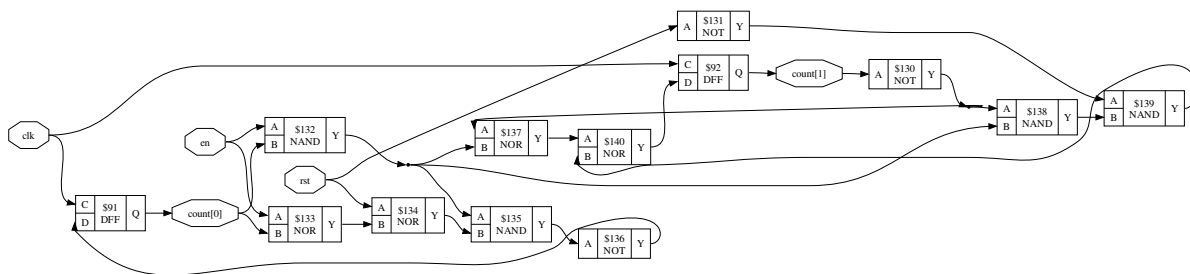 A $131 Y
NOT
C $92 Q
D DFF
count[1]
A $130 Y
NOT
clk
en
A $132 Y
B NAND
A $137 Y
B NOR
A $140 Y
B NOR
A $138 Y
B NAND
A $139 Y
B NAND
rst
C $91 Q
D DFF
count[0]
A $133 Y
B NOR
A $134 Y
B NOR
A $135 Y
B NAND
A $136 Y
NOT